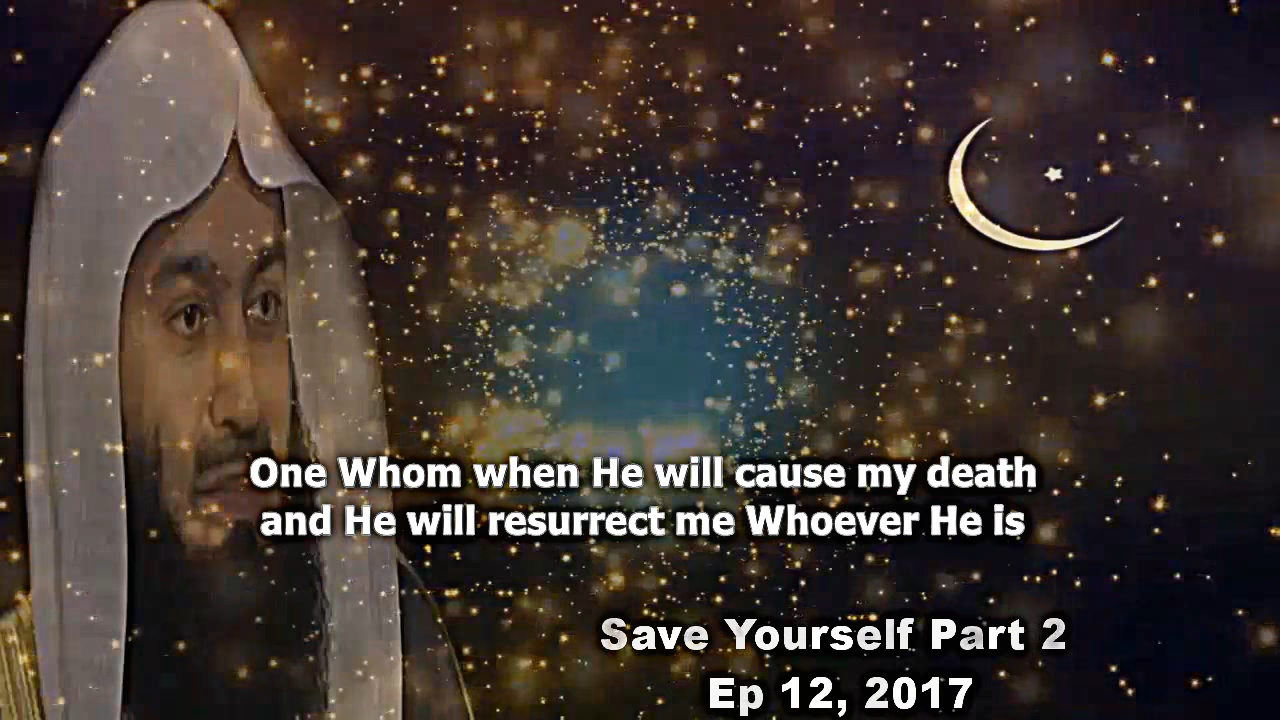 One Whom when He will cause my death
and He will resurrect me Whoever He is
Save Yourself Part 2
Ep 12, 2017